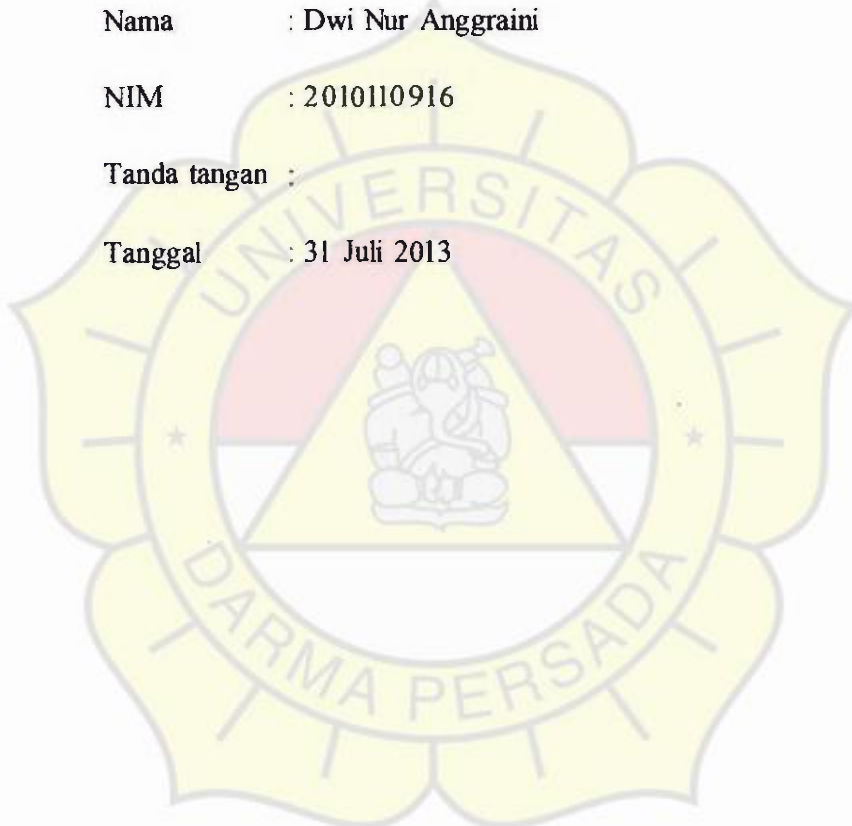 Nama : Dwi Nur Anggraini
NIM : 2010110916
Tanda tangan :
Tanggal : 31 Juli 2013
UNIVERSITAS
DARMA PERSADA